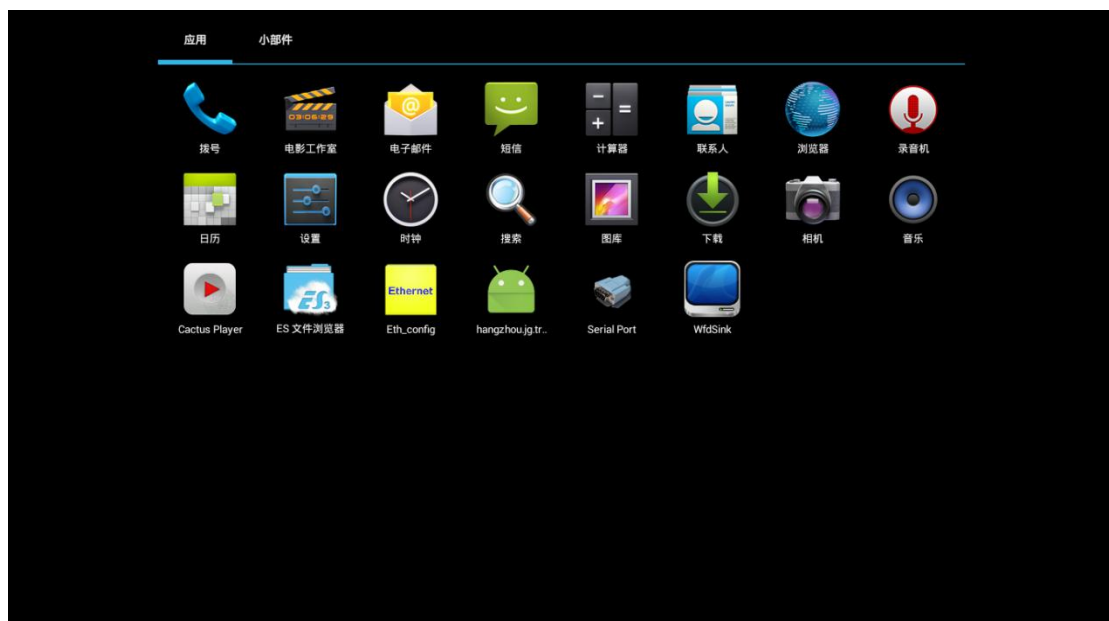 应用 小部件
03:06:29
@
拨号 电影工作室 电子邮件 短信 计算器 联系人 浏览器 录音机
日历 设置 时钟 搜索 图库 下载 相机 音乐
ES3 Ethernet
Cactus Player ES 文件浏览器 Eth_config hangzhou.jg.tr.. Serial Port WfdSink